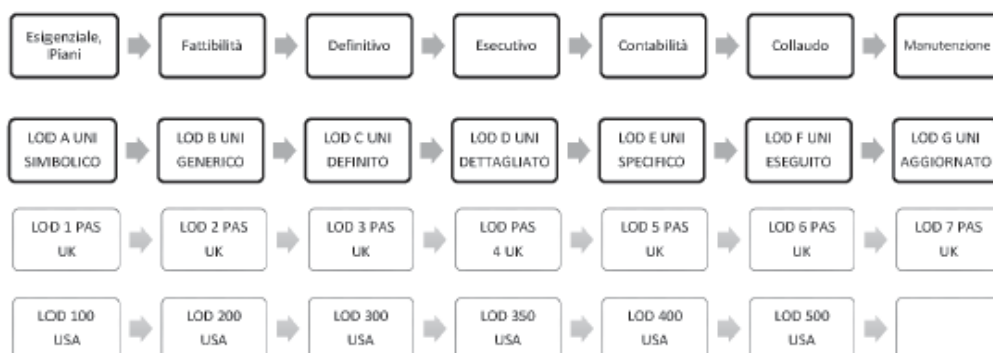 Esigenziale,
Piani
Fattibilità
Definitivo
Esecutivo
Contabilità
Collaudo
Manutenzione
LOD A UNI
SIMBOLICO
LOD B UNI
GENERICO
LOD C UNI
DEFINITO
LOD D UNI
DETTAGLIATO
LOD E UNI
SPECIFICO
LOD F UNI
ESEGUITO
LOD G UNI
AGGIORNATO
LOD 1 PAS
UK
LOD 2 PAS
UK
LOD 3 PAS
UK
LOD PAS
4 UK
LOD 5 PAS
UK
LOD 6 PAS
UK
LOD 7 PAS
UK
LOD 100
USA
LOD 200
USA
LOD 300
USA
LOD 350
USA
LOD 400
USA
LOD 500
USA